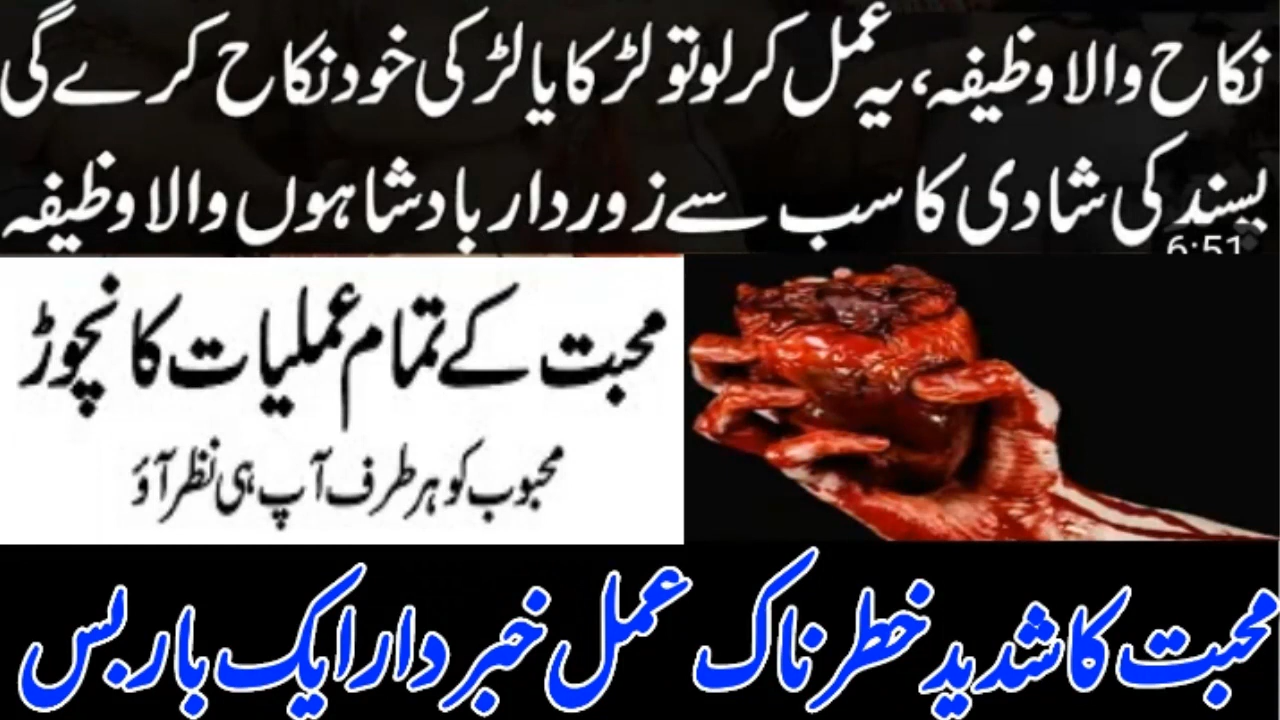 نکاح والا وظیفہ، یہ عمل کر لو تو لڑکا یا لڑکی خود نکاح کرے گی
پسند کی شادی کا سب سے زوردار بادشاہوں والا وظیفہ
6:51
محبت کے تمام عملیات کا نچوڑ
محبوب کو ہر طرف آپ ہی نظر آؤ
محبت کا شدید خطرناک عمل خبردار ایک بار بس